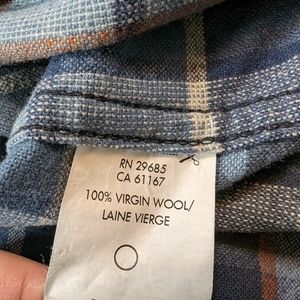 RN 29685
CA 61167
100% VIRGIN WOOL/
LAINE VIERGE